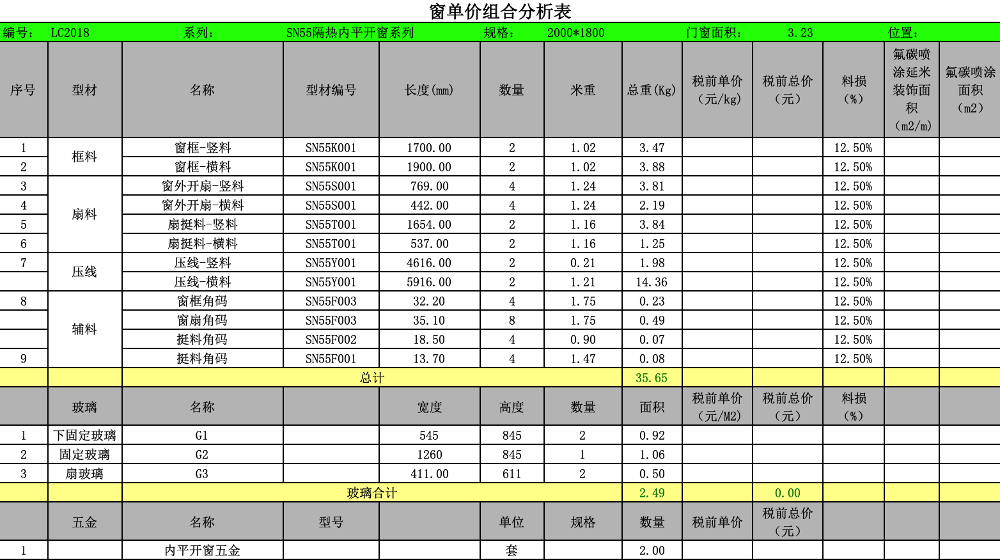 窗单价组合分析表
编号： LC2018 系列： SN55隔热内平开窗系列 规格： 2000*1800 门窗面积： 3.23 位置：
序号 型材 名称 型材编号 长度(mm) 数量 米重 总重(Kg) 税前单价（元/kg) 税前总价（元） 料损（%） 氟碳喷涂延米装饰面积（m2/m) 氟碳喷涂面积（m2）
1 框料 窗框-竖料 SN55K001 1700.00 2 1.02 3.47 12.50%
2 窗框-横料 SN55K001 1900.00 2 1.02 3.88 12.50%
3 扇料 窗外开扇-竖料 SN55S001 769.00 4 1.24 3.81 12.50%
4 窗外开扇-横料 SN55S001 442.00 4 1.24 2.19 12.50%
5 扇挺料-竖料 SN55T001 1654.00 2 1.16 3.84 12.50%
6 扇挺料-横料 SN55T001 537.00 2 1.16 1.25 12.50%
7 压线 压线-竖料 SN55Y001 4616.00 2 0.21 1.98 12.50%
压线-横料 SN55Y001 5916.00 2 1.21 14.36 12.50%
8 辅料 窗框角码 SN55F003 32.20 4 1.75 0.23 12.50%
窗扇角码 SN55F003 35.10 8 1.75 0.49 12.50%
挺料角码 SN55F002 18.50 4 0.90 0.07 12.50%
9 挺料角码 SN55F001 13.70 4 1.47 0.08 12.50%
总计 35.65
玻璃 名称 宽度 高度 数量 面积 税前单价（元/M2) 税前总价（元） 料损（%）
1 下固定玻璃 G1 545 845 2 0.92
2 固定玻璃 G2 1260 845 1 1.06
3 扇玻璃 G3 411.00 611 2 0.50
玻璃合计 2.49 0.00
五金 名称 型号 单位 规格 数量 税前单价 税前总价（元）
1 内平开窗五金 套 2.00